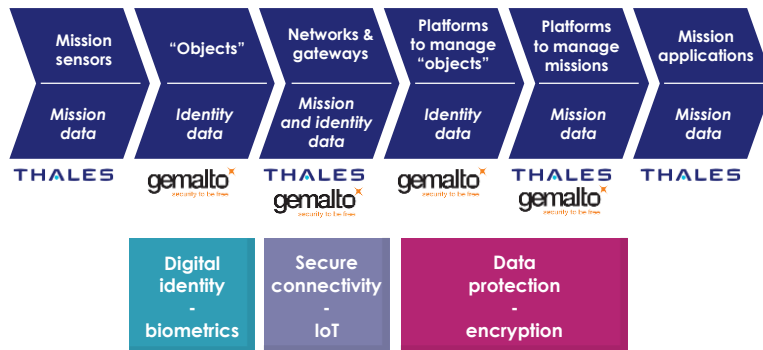 Mission
sensors
Mission
data
“Objects”
Identity
data
Networks &
gateways
Mission
and identity
data
Platforms
to manage
“objects”
Identity
data
Platforms
to manage
missions
Mission
data
Mission
applications
Mission
data
THALES
gemalto
security to be free
THALES
gemalto
security to be free
gemalto
security to be free
THALES
gemalto
security to be free
THALES
Digital
identity
-
biometrics
Secure
connectivity
-
IoT
Data
protection
-
encryption